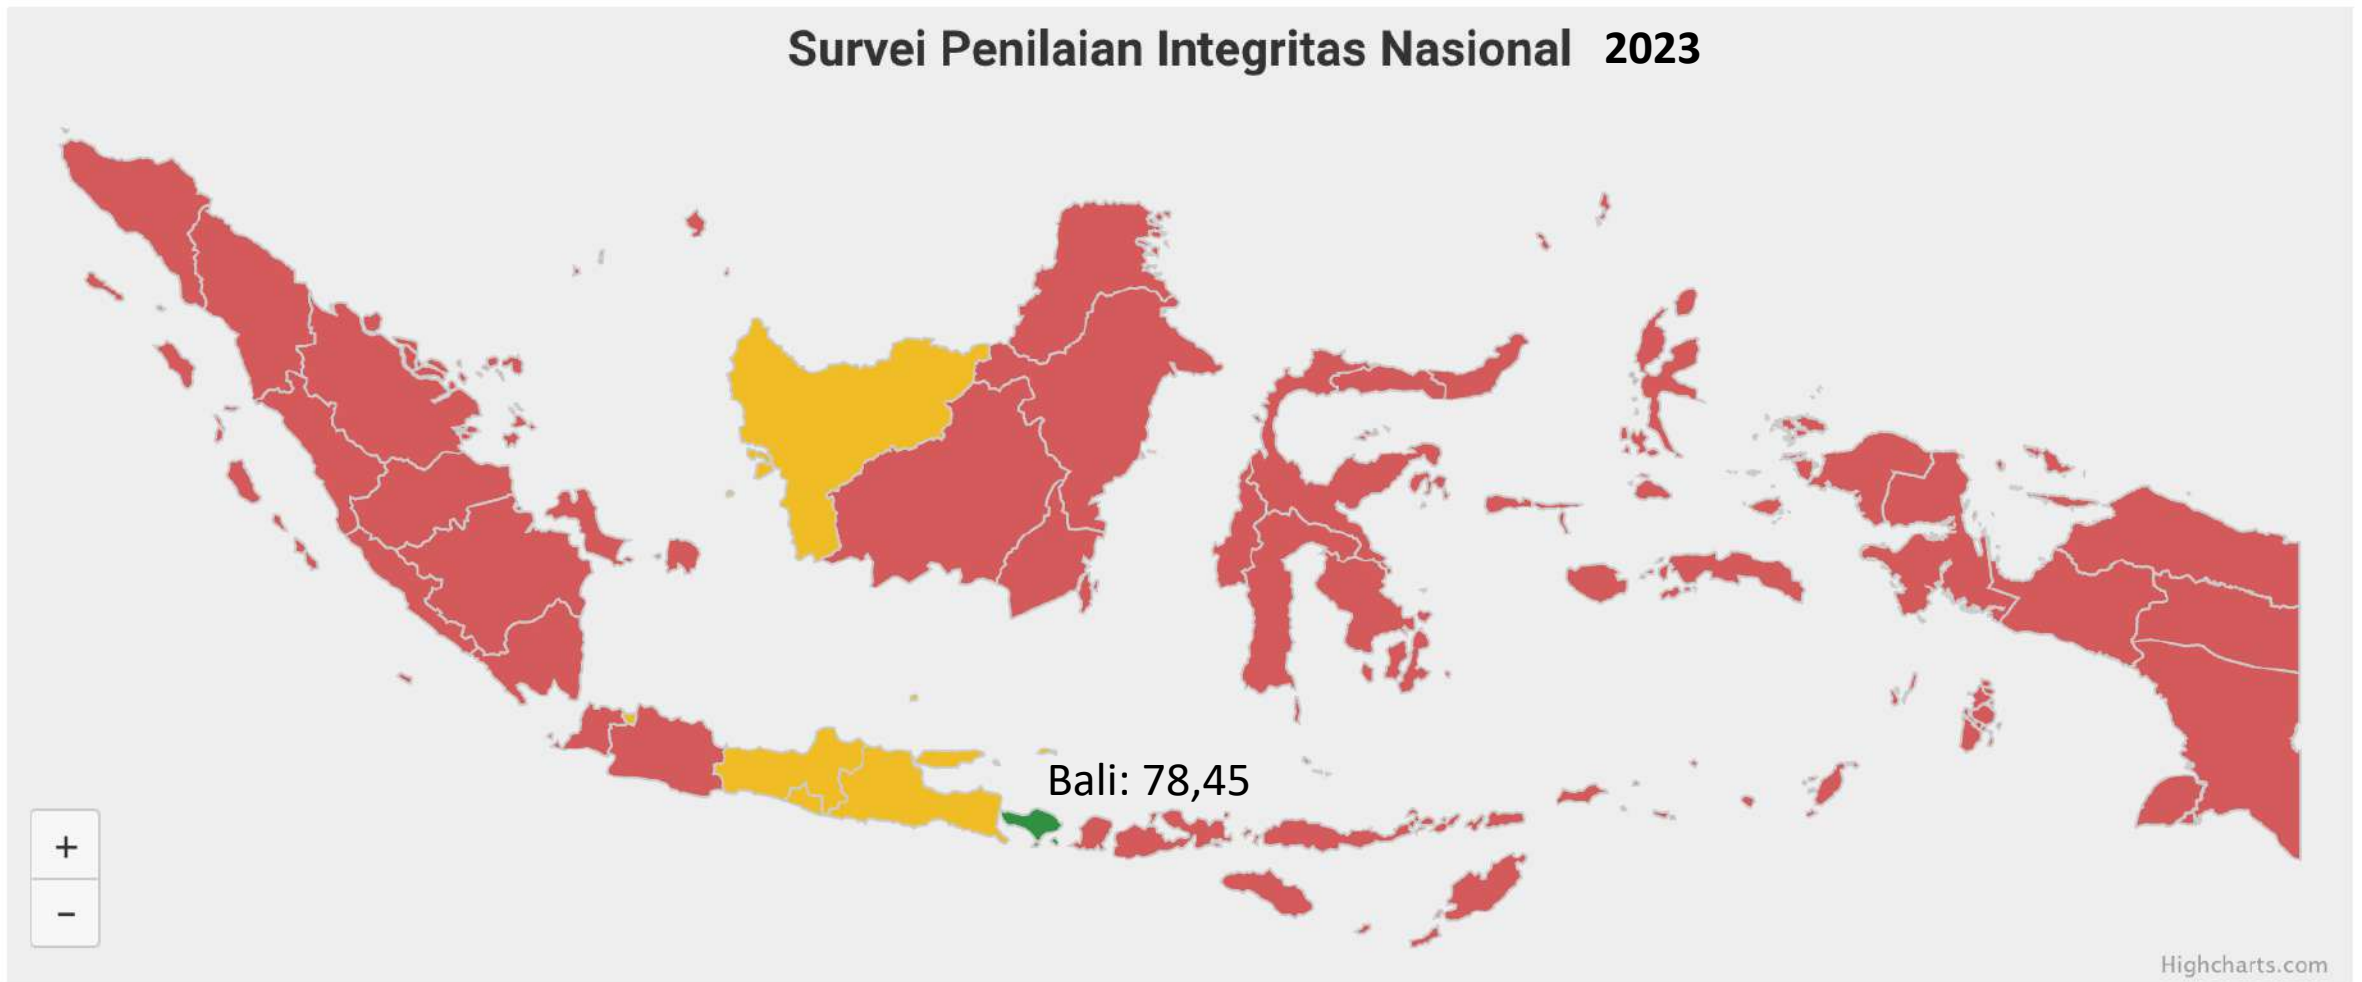 Survei Penilaian Integritas Nasional 2023
Bali: 78,45
+
−
Highcharts.com